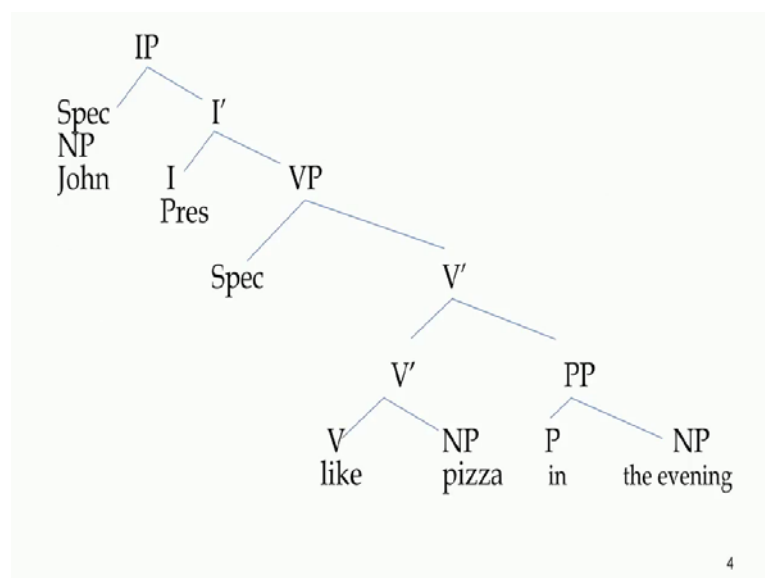 IP
Spec I′
NP
John I VP
Pres
Spec V′
V′ PP
V NP P NP
like pizza in the evening
4